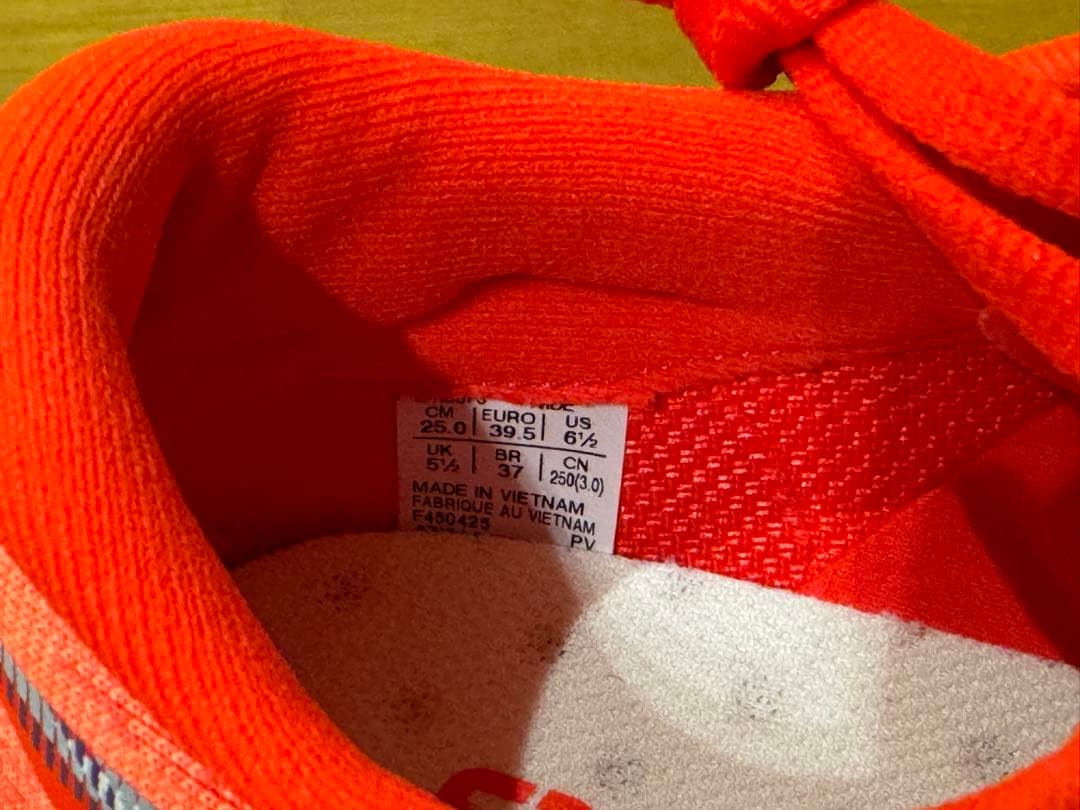 CM EURO US
25.0 39.5 6½
UK BR CN
5½ 37 250(3.0)
MADE IN VIETNAM
FABRIQUE AU VIETNAM
F450425
PV